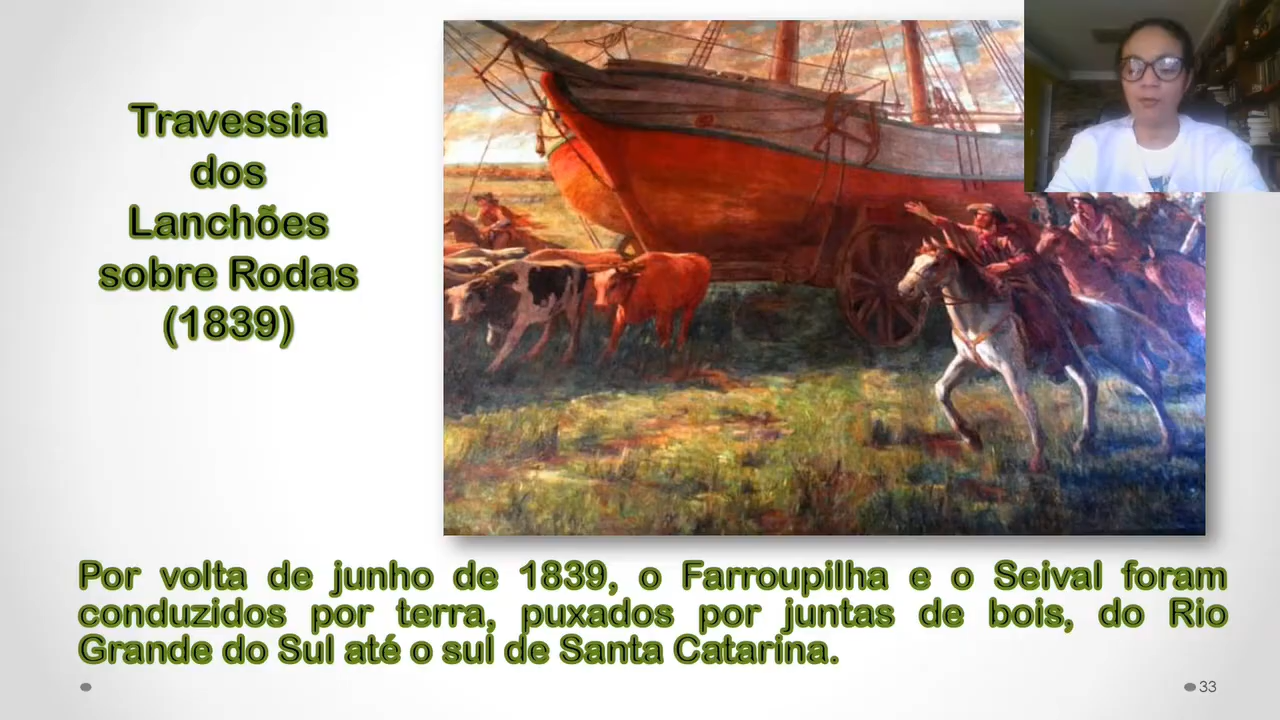 Travessia
dos
Lanchões
sobre Rodas
(1839)
Por volta de junho de 1839, o Farroupilha e o Seival foram
conduzidos por terra, puxados por juntas de bois, do Rio
Grande do Sul até o sul de Santa Catarina.
33